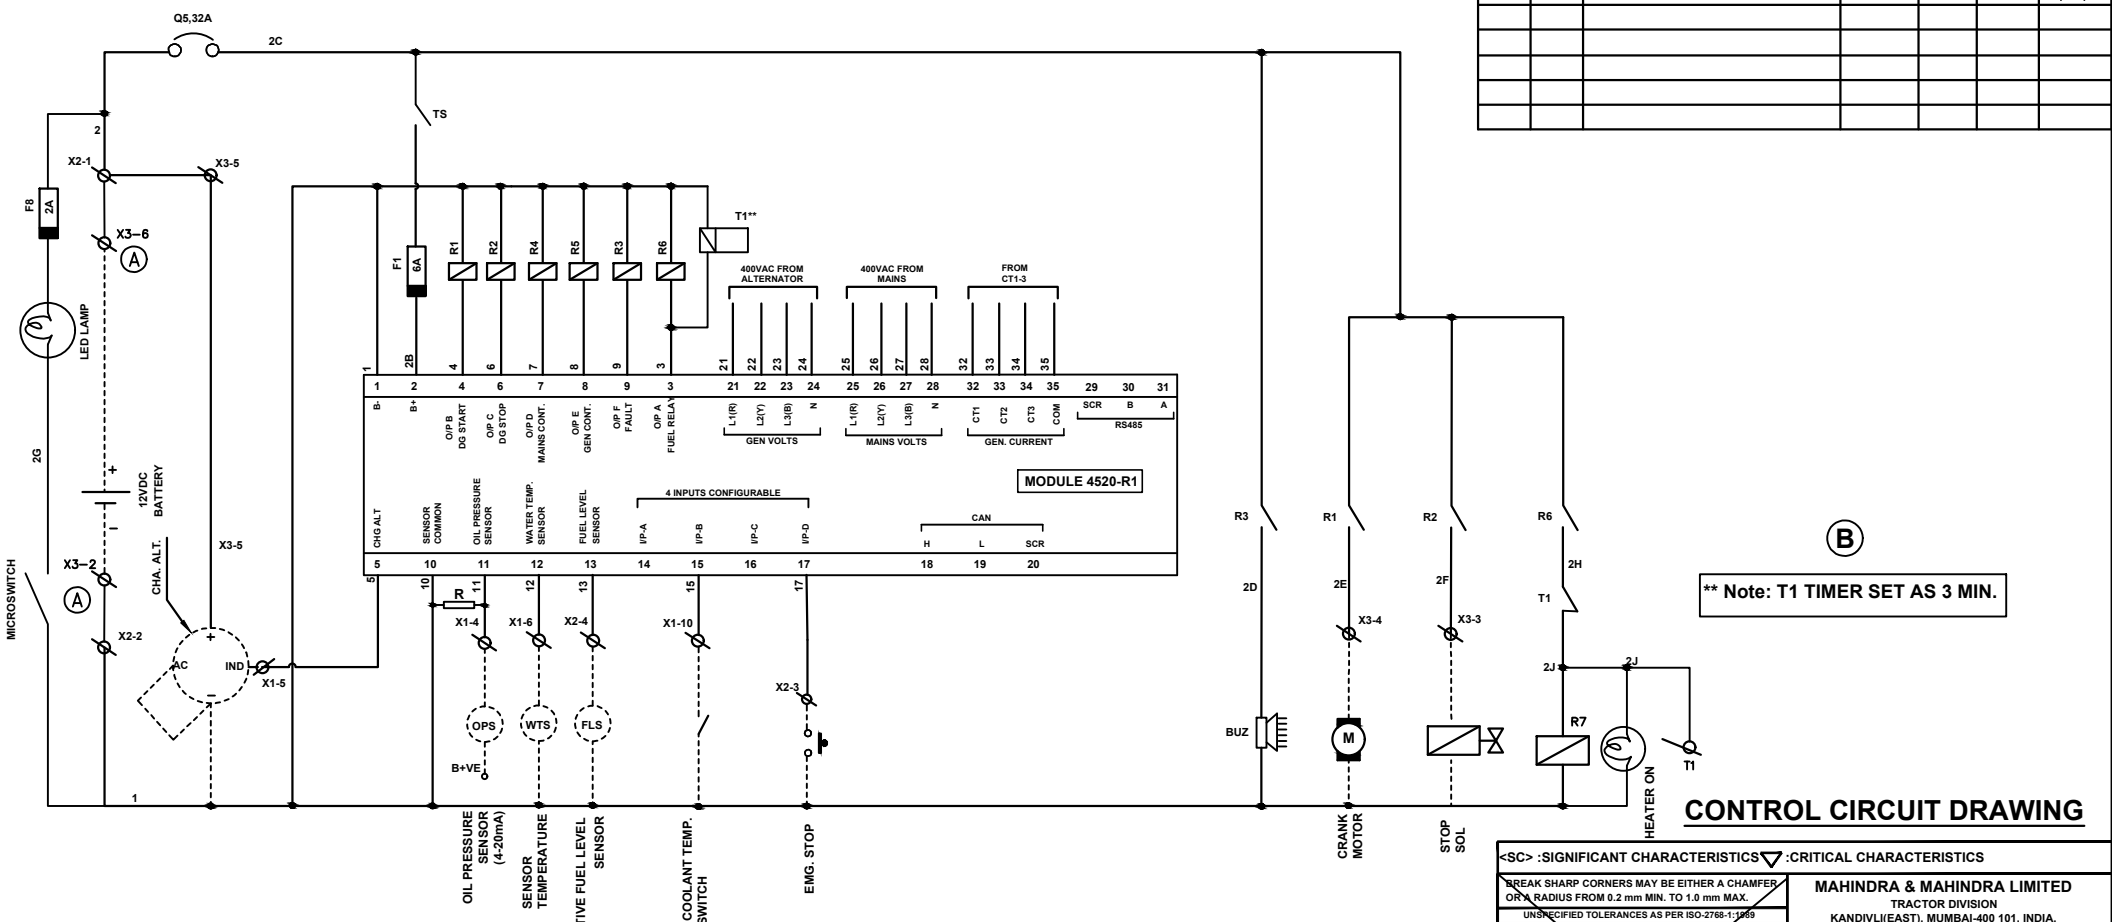 Q5,32A
2C
TS
2
X2-1
X3-5
F8
2A
X3-6
A
LED LAMP
2G
+
12VDC
BATTERY
−
X3-2
A
CHA. ALT.
X3-5
MICROSWITCH
X2-2
+
AC
IND
−
X1-5
1
F1
6A
R1
R2
R4
R5
R3
R6
T1**
400VAC FROM
ALTERNATOR
400VAC FROM
MAINS
FROM
CT1-3
1
2B
4
6
7
8
9
3
21
22
23
24
25
26
27
28
32
33
34
35
1 2 4 6 7 8 9 3 21 22 23 24 25 26 27 28 32 33 34 35 29 30 31
B-
B+
O/P B
DG START
O/P C
DG STOP
O/P D
MAINS CONT.
O/P E
GEN CONT.
O/P F
FAULT
O/P A
FUEL RELAY
L1(R)
L2(Y)
L3(B)
N
GEN VOLTS
L1(R)
L2(Y)
L3(B)
N
MAINS VOLTS
CT1
CT2
CT3
COM
GEN. CURRENT
SCR B A
RS485
MODULE 4520-R1
CHG ALT
SENSOR
COMMON
OIL PRESSURE
SENSOR
WATER TEMP.
SENSOR
FUEL LEVEL
SENSOR
4 INPUTS CONFIGURABLE
I/P-A
I/P-B
I/P-C
I/P-D
CAN
H L SCR
5 10 11 12 13 14 15 16 17 18 19 20
5
10
11
12
13
15
17
R
X1-4
X1-6
X2-4
X1-10
X2-3
OPS
WTS
FLS
B+VE
OIL PRESSURE
SENSOR
(4-20mA)
SENSOR
TEMPERATURE
TIVE FUEL LEVEL
SENSOR
COOLANT TEMP.
SWITCH
EMG. STOP
R3
R1
R2
R6
2D
2E
2F
2H
T1
X3-4
X3-3
2J
2J
BUZ
M
R7
T1
CRANK
MOTOR
STOP
SOL
HEATER ON
B
** Note: T1 TIMER SET AS 3 MIN.
CONTROL CIRCUIT DRAWING
<SC> :SIGNIFICANT CHARACTERISTICS :CRITICAL CHARACTERISTICS
BREAK SHARP CORNERS MAY BE EITHER A CHAMFER
OR A RADIUS FROM 0.2 mm MIN. TO 1.0 mm MAX.
UNSPECIFIED TOLERANCES AS PER ISO-2768-1:1989
MAHINDRA & MAHINDRA LIMITED
TRACTOR DIVISION
KANDIVLI(EAST), MUMBAI-400 101, INDIA.